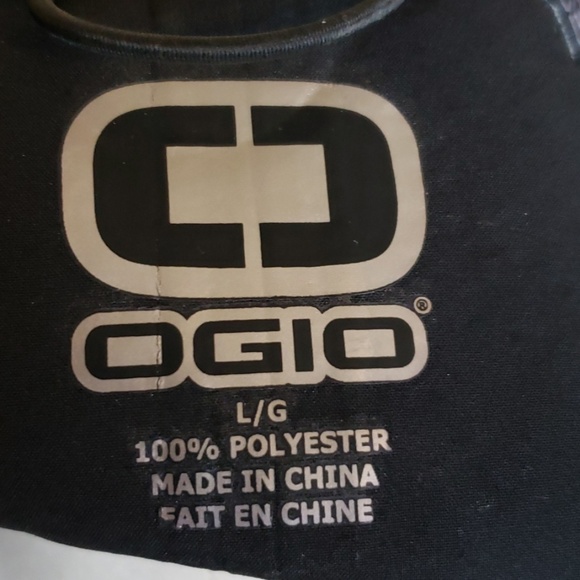 OGIO®
L/G
100% POLYESTER
MADE IN CHINA
FAIT EN CHINE